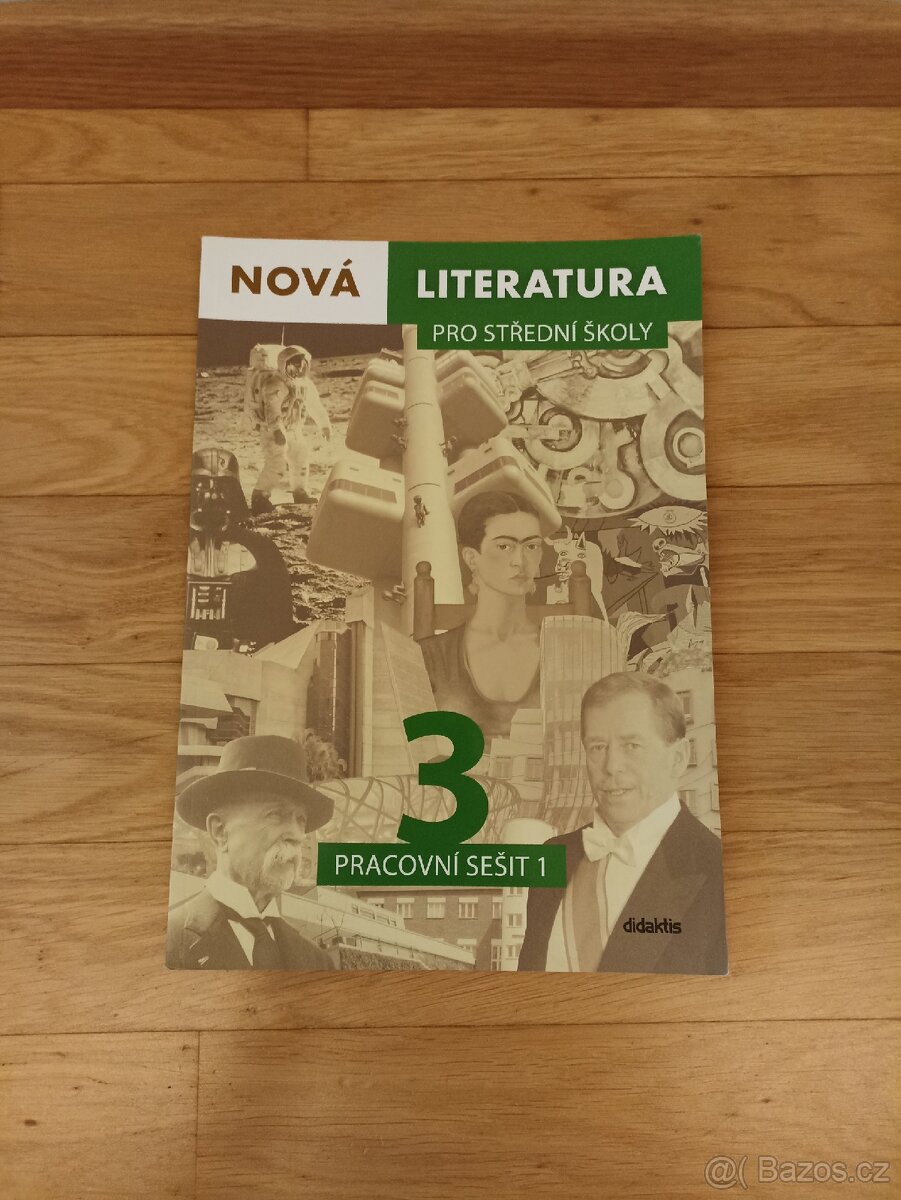 NOVÁ LITERATURA
PRO STŘEDNÍ ŠKOLY
3
PRACOVNÍ SEŠIT 1
didaktis
@( Bazos.cz